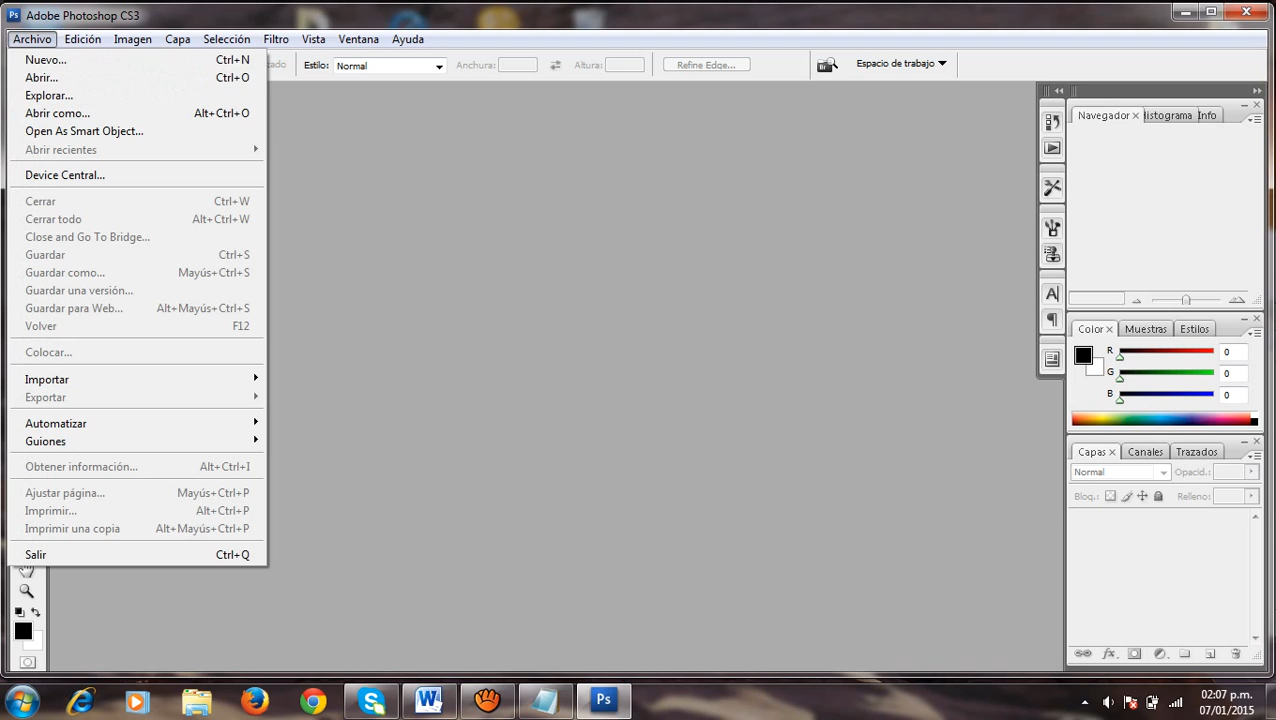 Ps Adobe Photoshop CS3
Archivo Edición Imagen Capa Selección Filtro Vista Ventana Ayuda
Estilo: Normal Anchura: Altura: Refine Edge... Espacio de trabajo
Nuevo... Ctrl+N
Abrir... Ctrl+O
Explorar...
Abrir como... Alt+Ctrl+O
Open As Smart Object...
Abrir recientes
Device Central...
Cerrar Ctrl+W
Cerrar todo Alt+Ctrl+W
Close and Go To Bridge...
Guardar Ctrl+S
Guardar como... Mayús+Ctrl+S
Guardar una versión...
Guardar para Web... Alt+Mayús+Ctrl+S
Volver F12
Colocar...
Importar
Exportar
Automatizar
Guiones
Obtener información... Alt+Ctrl+I
Ajustar página... Mayús+Ctrl+P
Imprimir... Alt+Ctrl+P
Imprimir una copia Alt+Mayús+Ctrl+P
Salir Ctrl+Q
Navegador Histograma Info
Color Muestras Estilos
R 0
G 0
B 0
Capas Canales Trazados
Normal Opacid.:
Bloq.: Relleno:
02:07 p.m.
07/01/2015